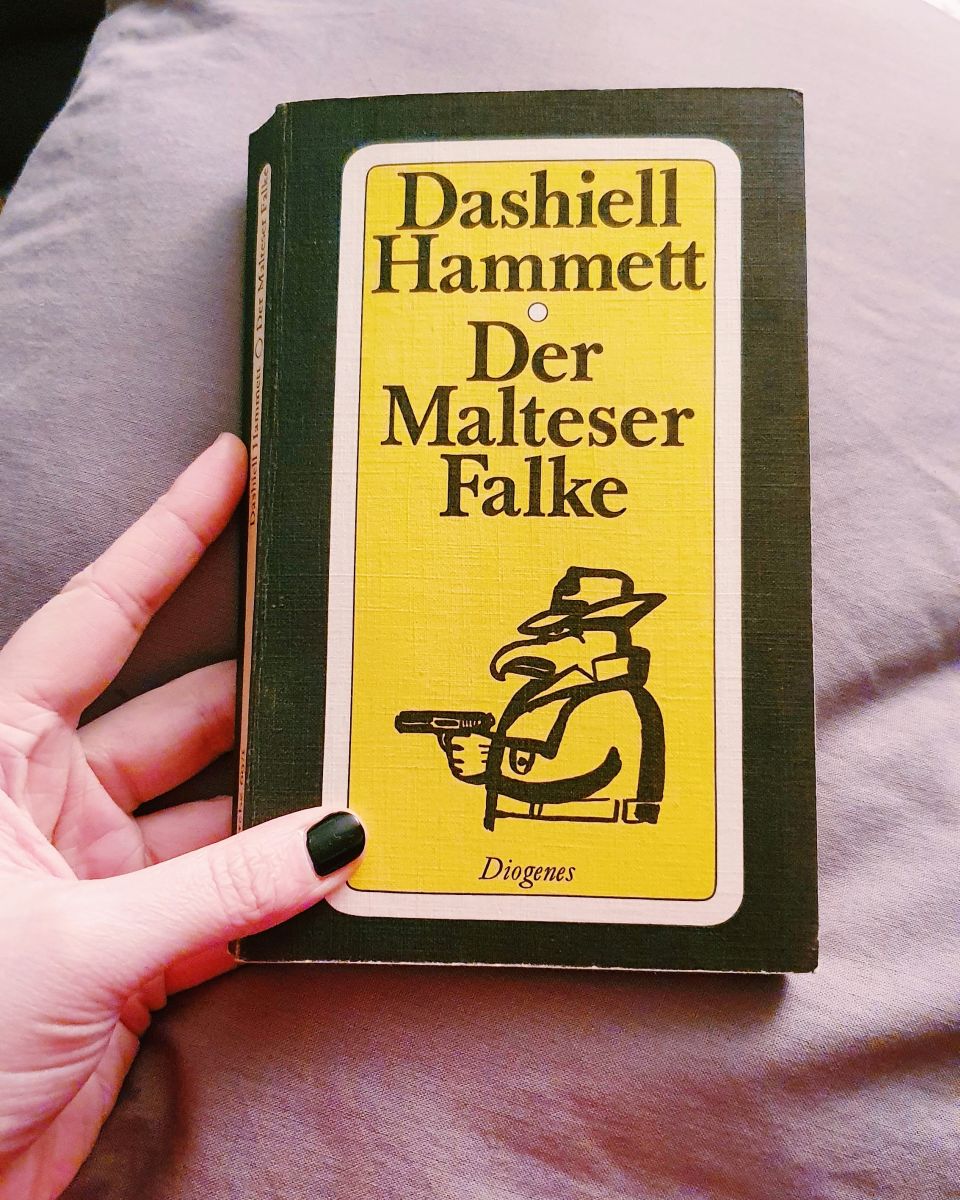 Dashiell
Hammett
Der
Malteser
Falke
Diogenes
Dashiell Hammett Der Malteser Falke